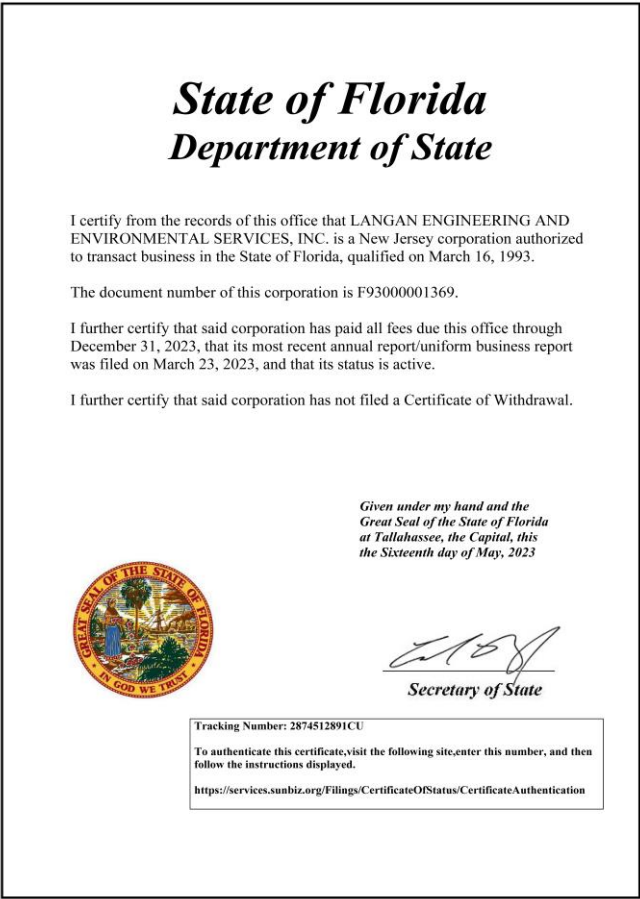 State of Florida
Department of State
I certify from the records of this office that LANGAN ENGINEERING AND
ENVIRONMENTAL SERVICES, INC. is a New Jersey corporation authorized
to transact business in the State of Florida, qualified on March 16, 1993.
The document number of this corporation is F93000001369.
I further certify that said corporation has paid all fees due this office through
December 31, 2023, that its most recent annual report/uniform business report
was filed on March 23, 2023, and that its status is active.
I further certify that said corporation has not filed a Certificate of Withdrawal.
Given under my hand and the
Great Seal of the State of Florida
at Tallahassee, the Capital, this
the Sixteenth day of May, 2023
GREAT SEAL OF THE STATE OF FLORIDA
IN GOD WE TRUST
Secretary of State
Tracking Number: 2874512891CU
To authenticate this certificate,visit the following site,enter this number, and then
follow the instructions displayed.
https://services.sunbiz.org/Filings/CertificateOfStatus/CertificateAuthentication